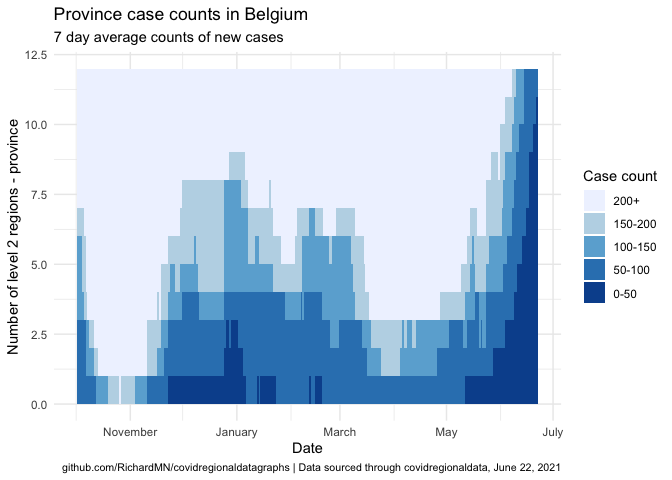 Province case counts in Belgium
7 day average counts of new cases
Number of level 2 regions - province
12.5
10.0
7.5
5.0
2.5
0.0
November
January
March
May
July
Date
Case count
200+
150-200
100-150
50-100
0-50
github.com/RichardMN/covidregionaldatagraphs | Data sourced through covidregionaldata, June 22, 2021